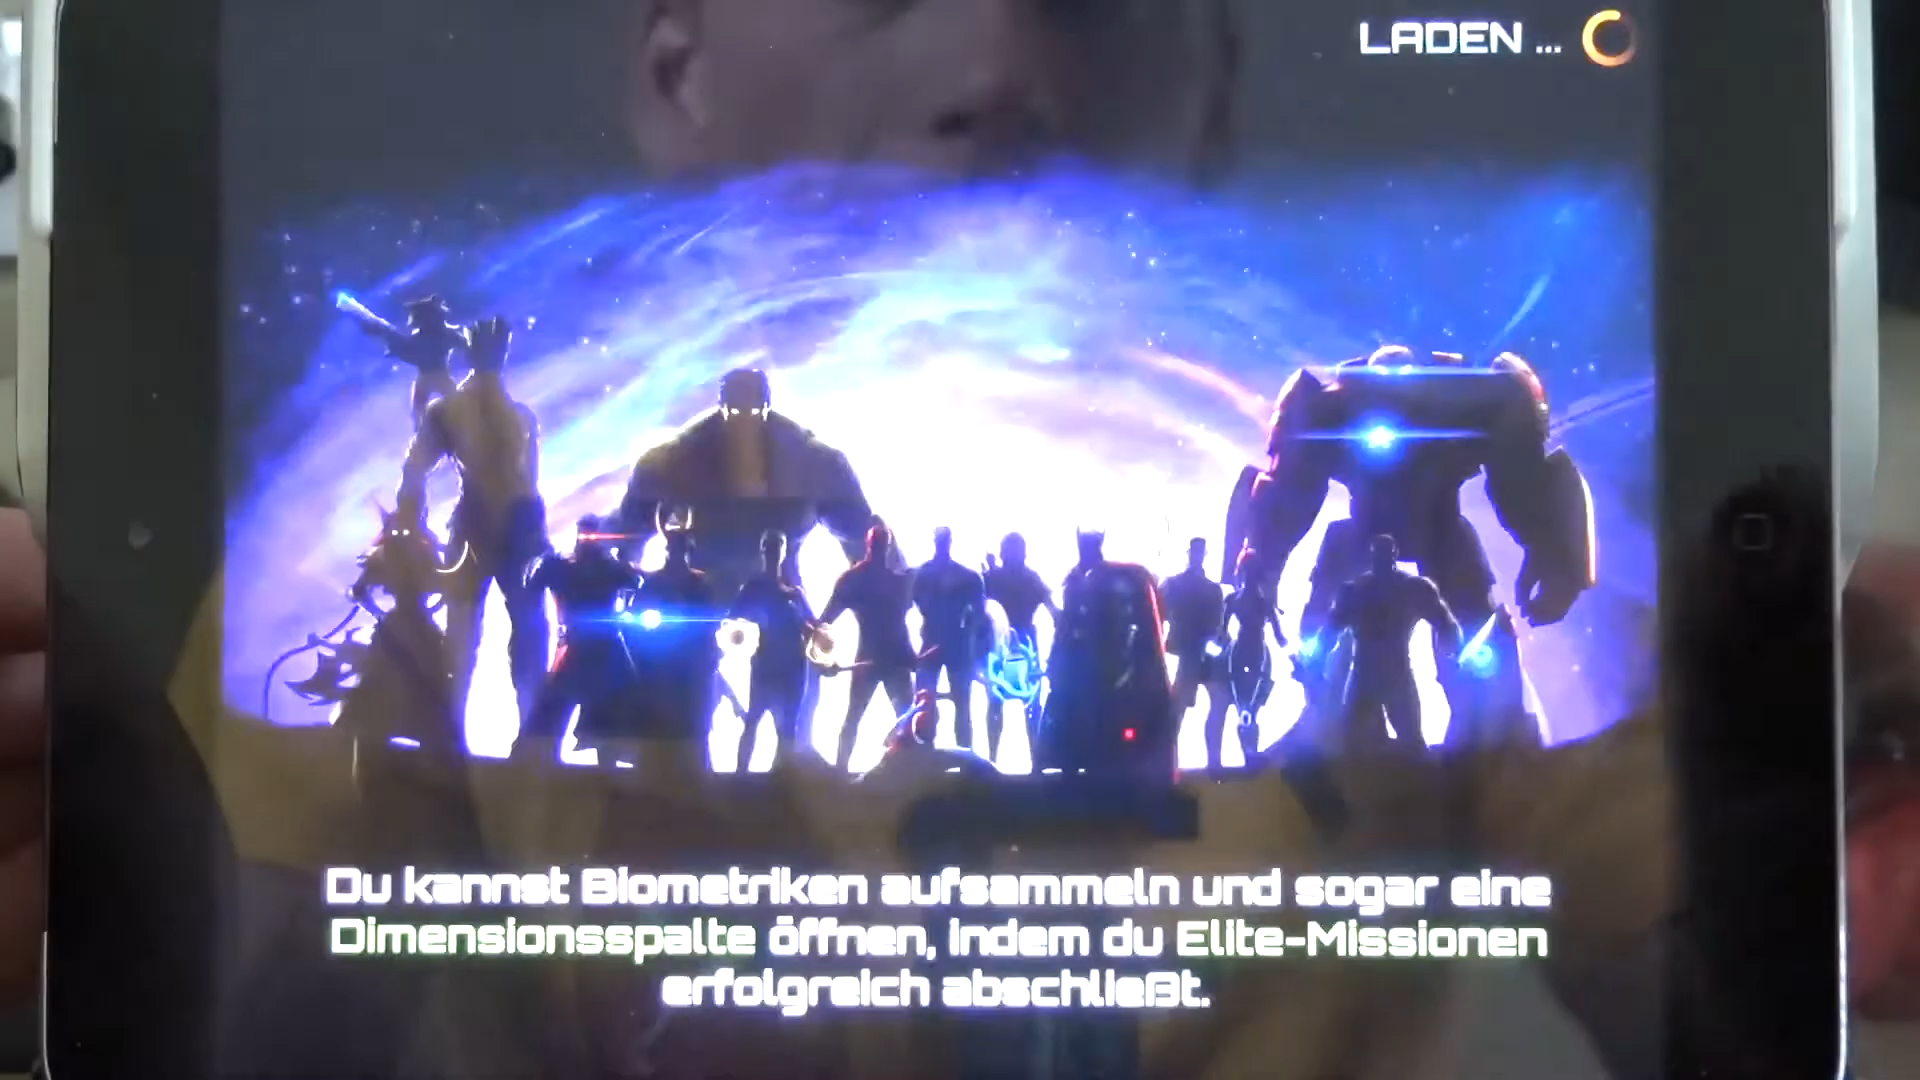 LADEN ...
Du kannst Biometriken aufsammeln und sogar eine
Dimensionsspalte öffnen, indem du Elite-Missionen
erfolgreich abschließt.